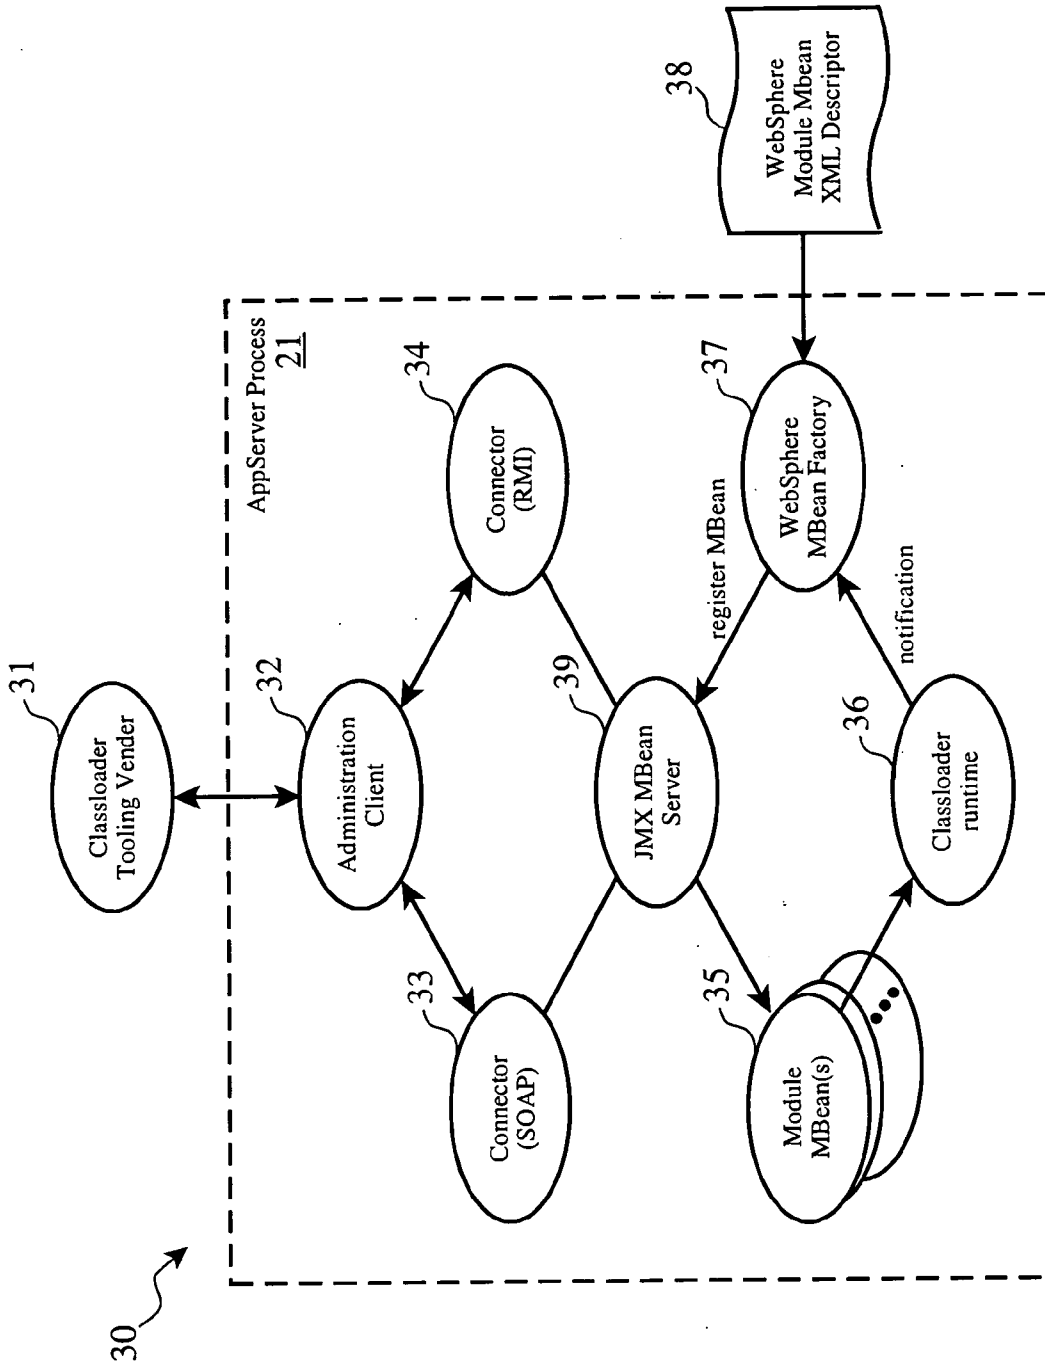 30
31
Classloader
Tooling Vender
AppServer Process
21
32
Administration
Client
33
Connector
(SOAP)
34
Connector
(RMI)
39
JMX MBean
Server
register MBean
35
Module
MBean(s)
36
Classloader
runtime
notification
37
WebSphere
MBean Factory
38
WebSphere
Module Mbean
XML Descriptor